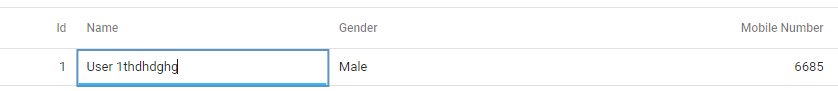 Id Name Gender Mobile Number
1 User 1thdhdghg Male 6685